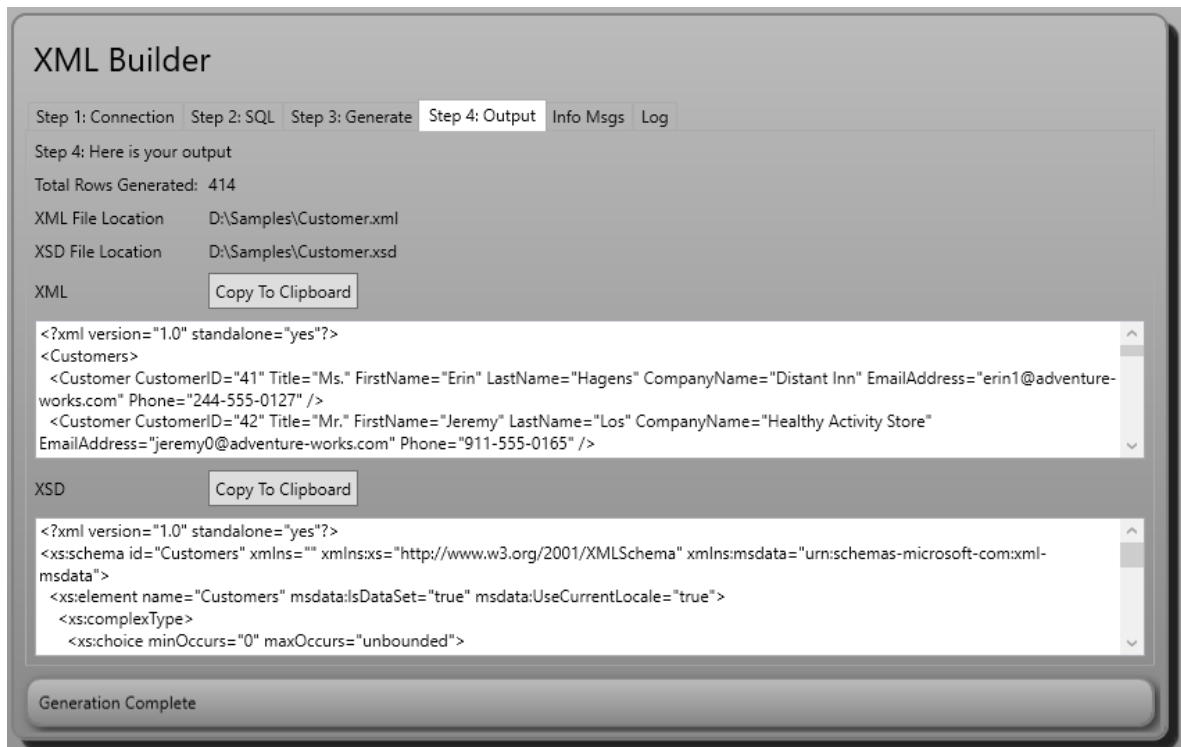 XML Builder
Step 1: Connection Step 2: SQL Step 3: Generate Step 4: Output Info Msgs Log
Step 4: Here is your output
Total Rows Generated: 414
XML File Location D:\Samples\Customer.xml
XSD File Location D:\Samples\Customer.xsd
XML Copy To Clipboard
<?xml version="1.0" standalone="yes"?>
<Customers>
<Customer CustomerID="41" Title="Ms." FirstName="Erin" LastName="Hagens" CompanyName="Distant Inn" EmailAddress="erin1@adventure-
works.com" Phone="244-555-0127" />
<Customer CustomerID="42" Title="Mr." FirstName="Jeremy" LastName="Los" CompanyName="Healthy Activity Store"
EmailAddress="jeremy0@adventure-works.com" Phone="911-555-0165" />
XSD Copy To Clipboard
<?xml version="1.0" standalone="yes"?>
<xs:schema id="Customers" xmlns="" xmlns:xs="http://www.w3.org/2001/XMLSchema" xmlns:msdata="urn:schemas-microsoft-com:xml-
msdata">
<xs:element name="Customers" msdata:IsDataSet="true" msdata:UseCurrentLocale="true">
<xs:complexType>
<xs:choice minOccurs="0" maxOccurs="unbounded">
Generation Complete